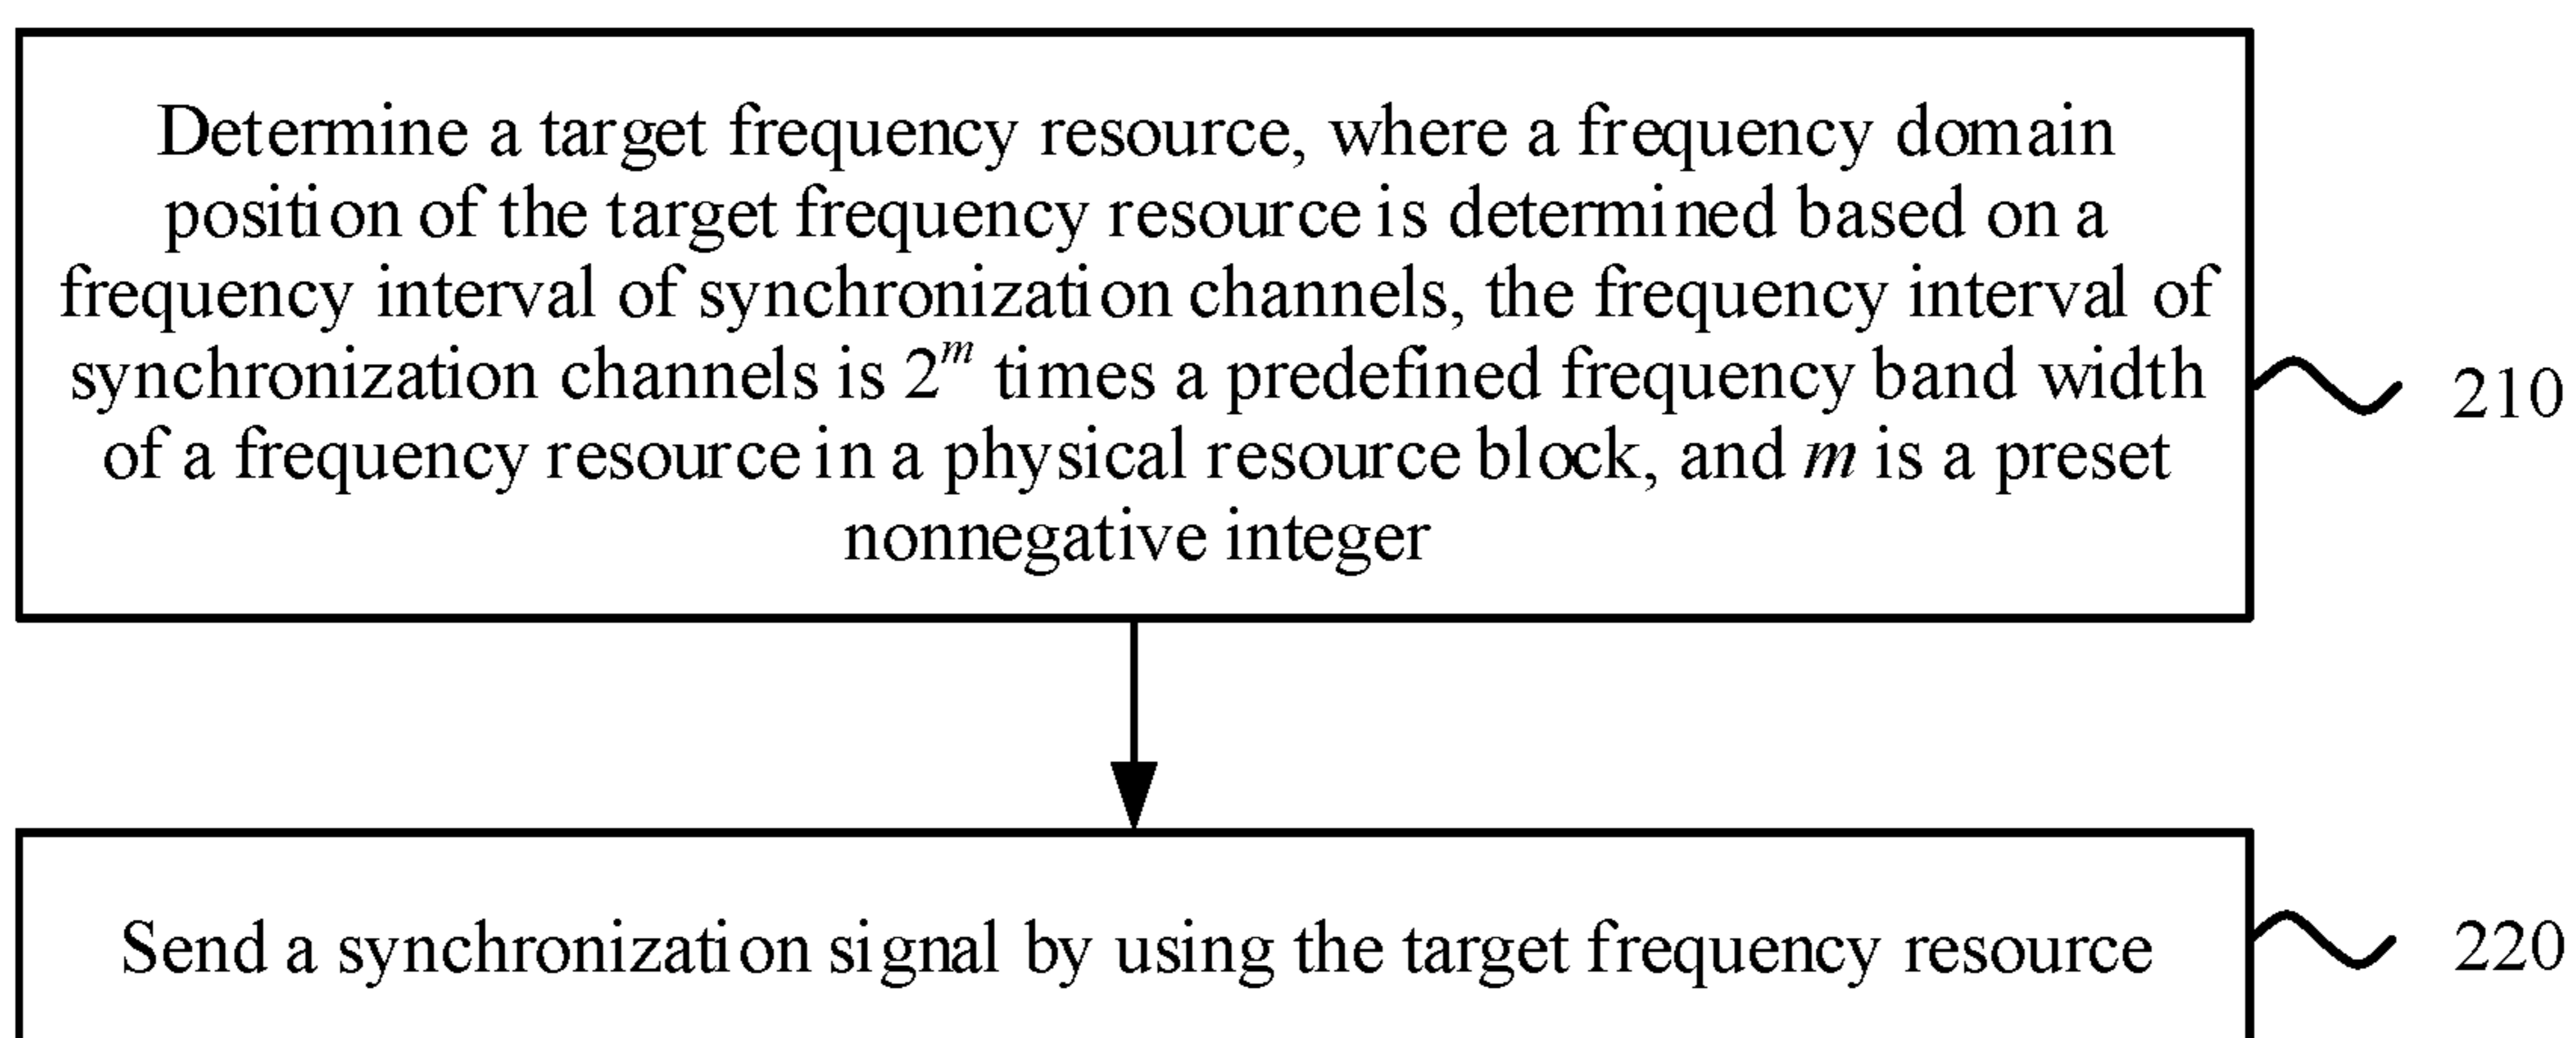 Determine a target frequency resource, where a frequency domain
position of the target frequency resource is determined based on a
frequency interval of synchronization channels, the frequency interval of
synchronization channels is 2^m times a predefined frequency band width
of a frequency resource in a physical resource block, and m is a preset
nonnegative integer
210
Send a synchronization signal by using the target frequency resource
220